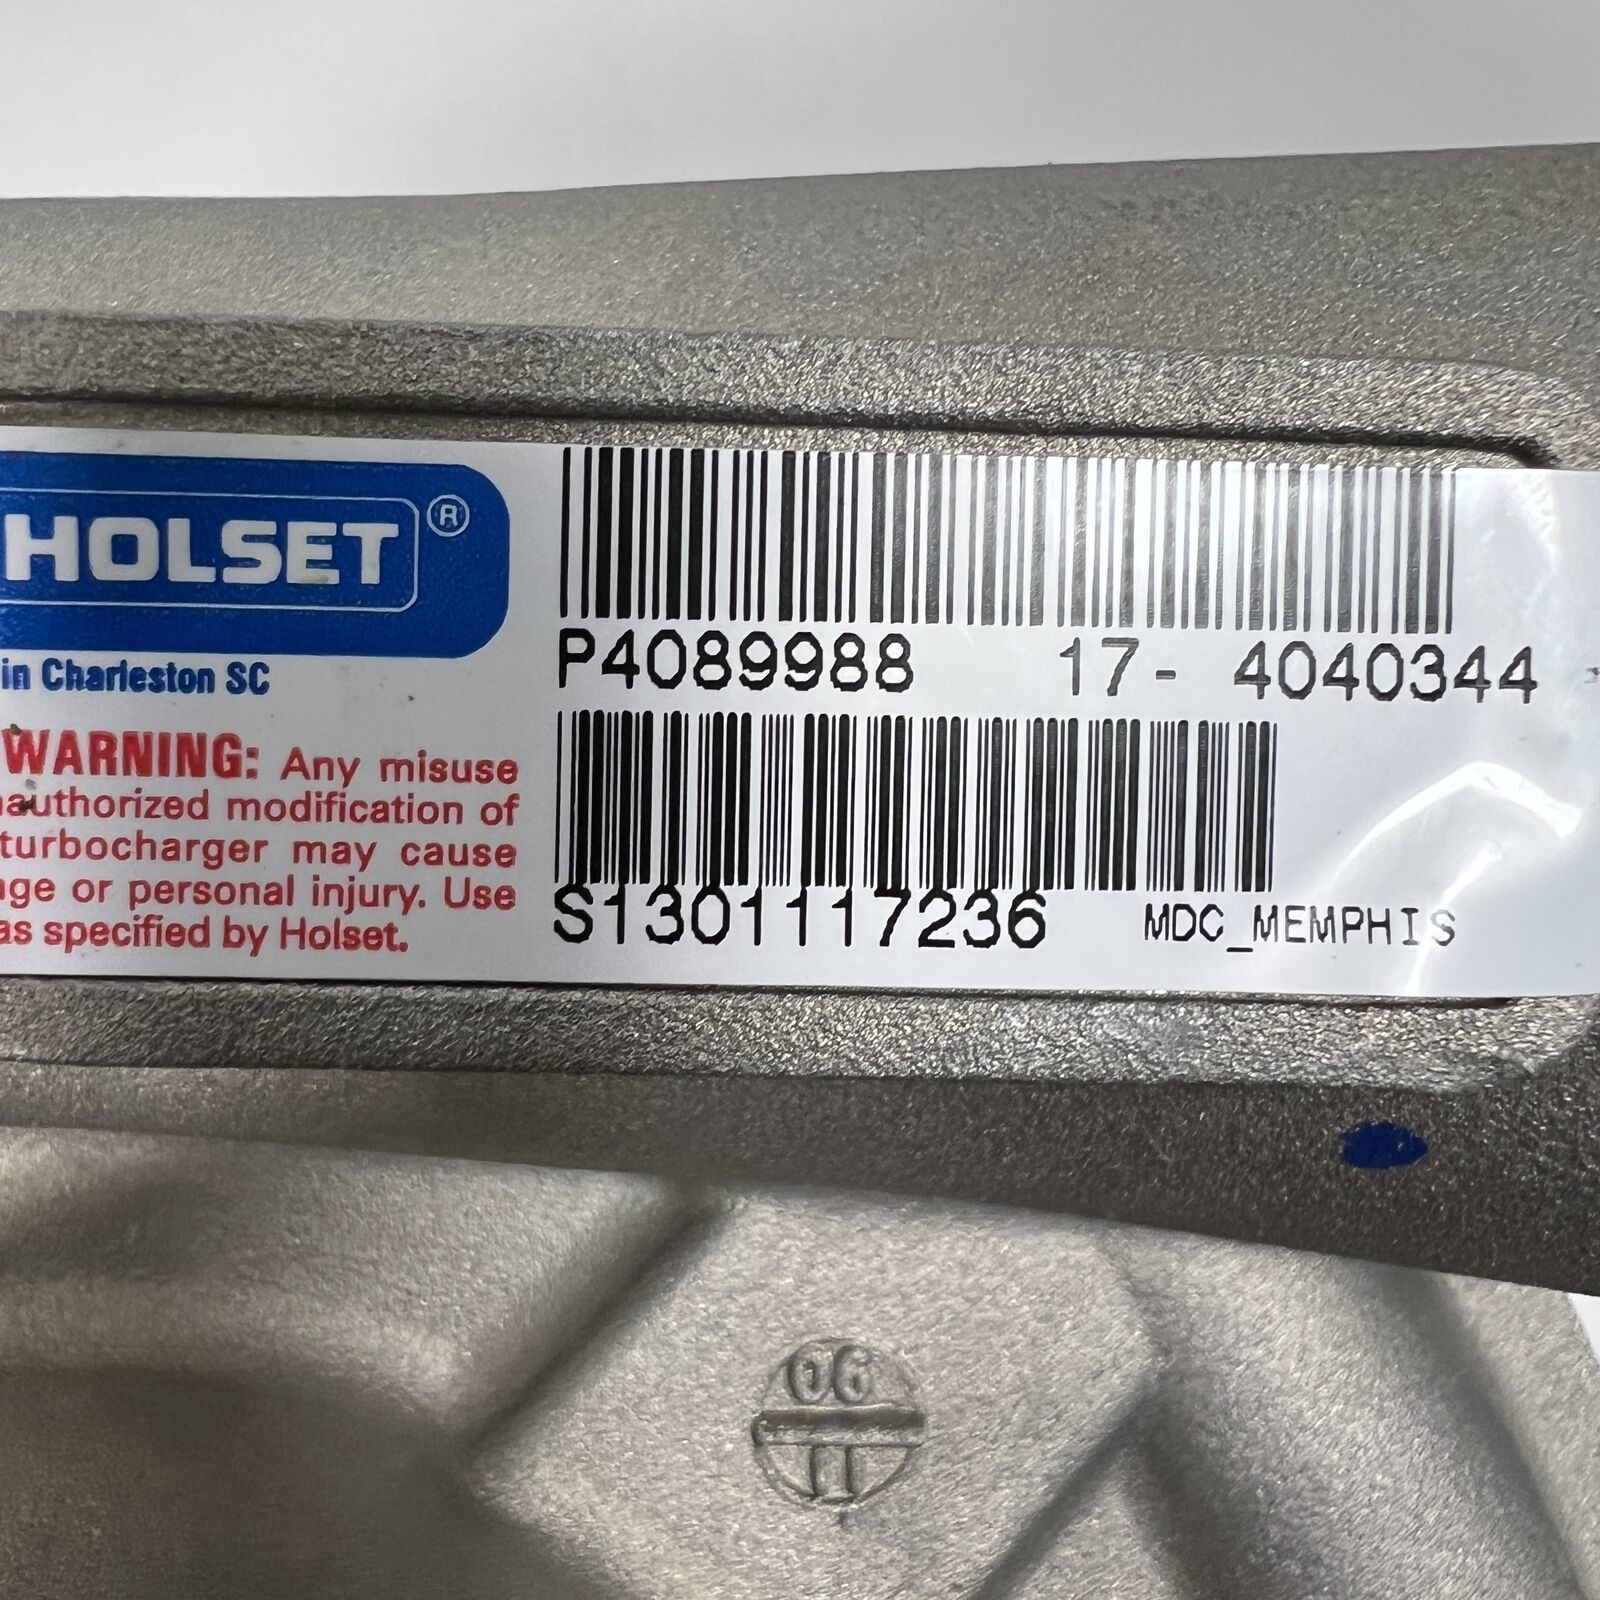 HOLSET®
in Charleston SC
WARNING: Any misuse
authorized modification of
turbocharger may cause
ge or personal injury. Use
as specified by Holset.
P4089988 17- 4040344
S1301117236 MDC_MEMPHIS
06
11